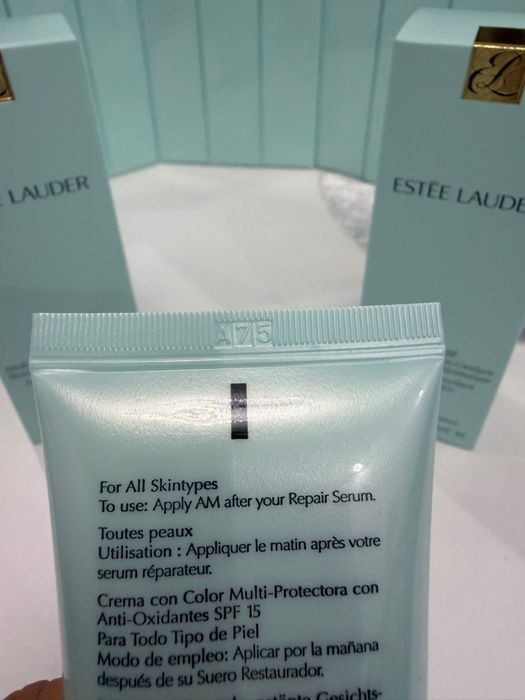 LAUDER
ESTĒE LAUDE
A75
For All Skintypes
To use: Apply AM after your Repair Serum.
Toutes peaux
Utilisation : Appliquer le matin après votre
serum réparateur.
Crema con Color Multi-Protectora con
Anti-Oxidantes SPF 15
Para Todo Tipo de Piel
Modo de empleo: Aplicar por la mañana
después de su Suero Restaurador.